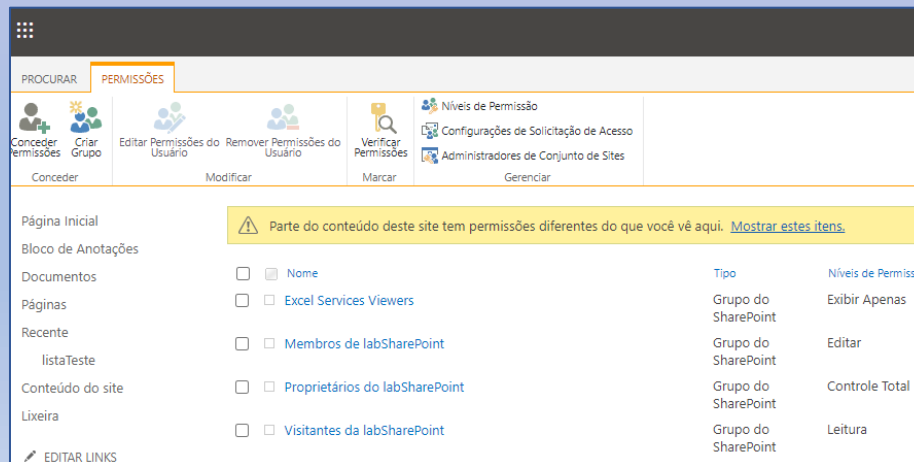 PROCURAR PERMISSÕES
Conceder Permissões
Criar Grupo
Editar Permissões do Usuário
Remover Permissões do Usuário
Verificar Permissões
Níveis de Permissão
Configurações de Solicitação de Acesso
Administradores de Conjunto de Sites
Conceder Modificar Marcar Gerenciar
Página Inicial
Bloco de Anotações
Documentos
Páginas
Recente
listaTeste
Conteúdo do site
Lixeira
EDITAR LINKS
Parte do conteúdo deste site tem permissões diferentes do que você vê aqui. Mostrar estes itens.
Nome Tipo Níveis de Permiss
Excel Services Viewers Grupo do SharePoint Exibir Apenas
Membros de labSharePoint Grupo do SharePoint Editar
Proprietários do labSharePoint Grupo do SharePoint Controle Total
Visitantes da labSharePoint Grupo do SharePoint Leitura